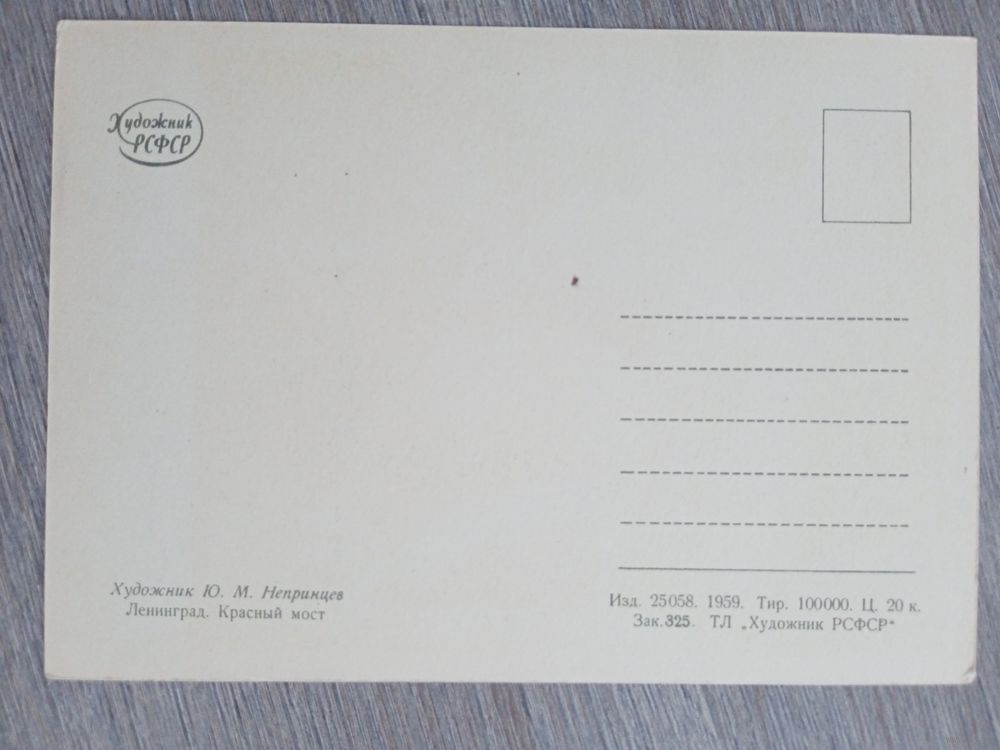 Художник
РСФСР
Художник Ю. М. Непринцев
Ленинград. Красный мост
Изд. 25058. 1959. Тир. 100000. Ц. 20 к.
Зак.325. ТЛ „Художник РСФСР"